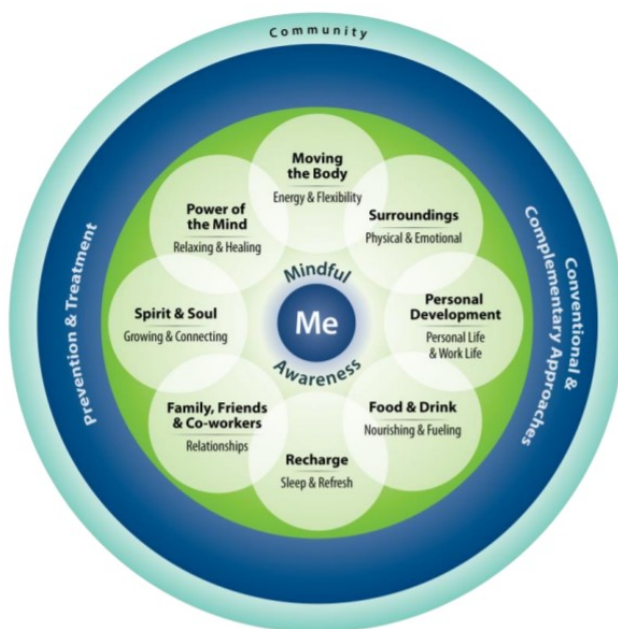 Community
Prevention & Treatment
Conventional &
Complementary Approaches
Moving
the Body
Energy & Flexibility
Surroundings
Physical & Emotional
Personal
Development
Personal Life
& Work Life
Food & Drink
Nourishing & Fueling
Recharge
Sleep & Refresh
Family, Friends
& Co-workers
Relationships
Spirit & Soul
Growing & Connecting
Power of
the Mind
Relaxing & Healing
Mindful
Me
Awareness